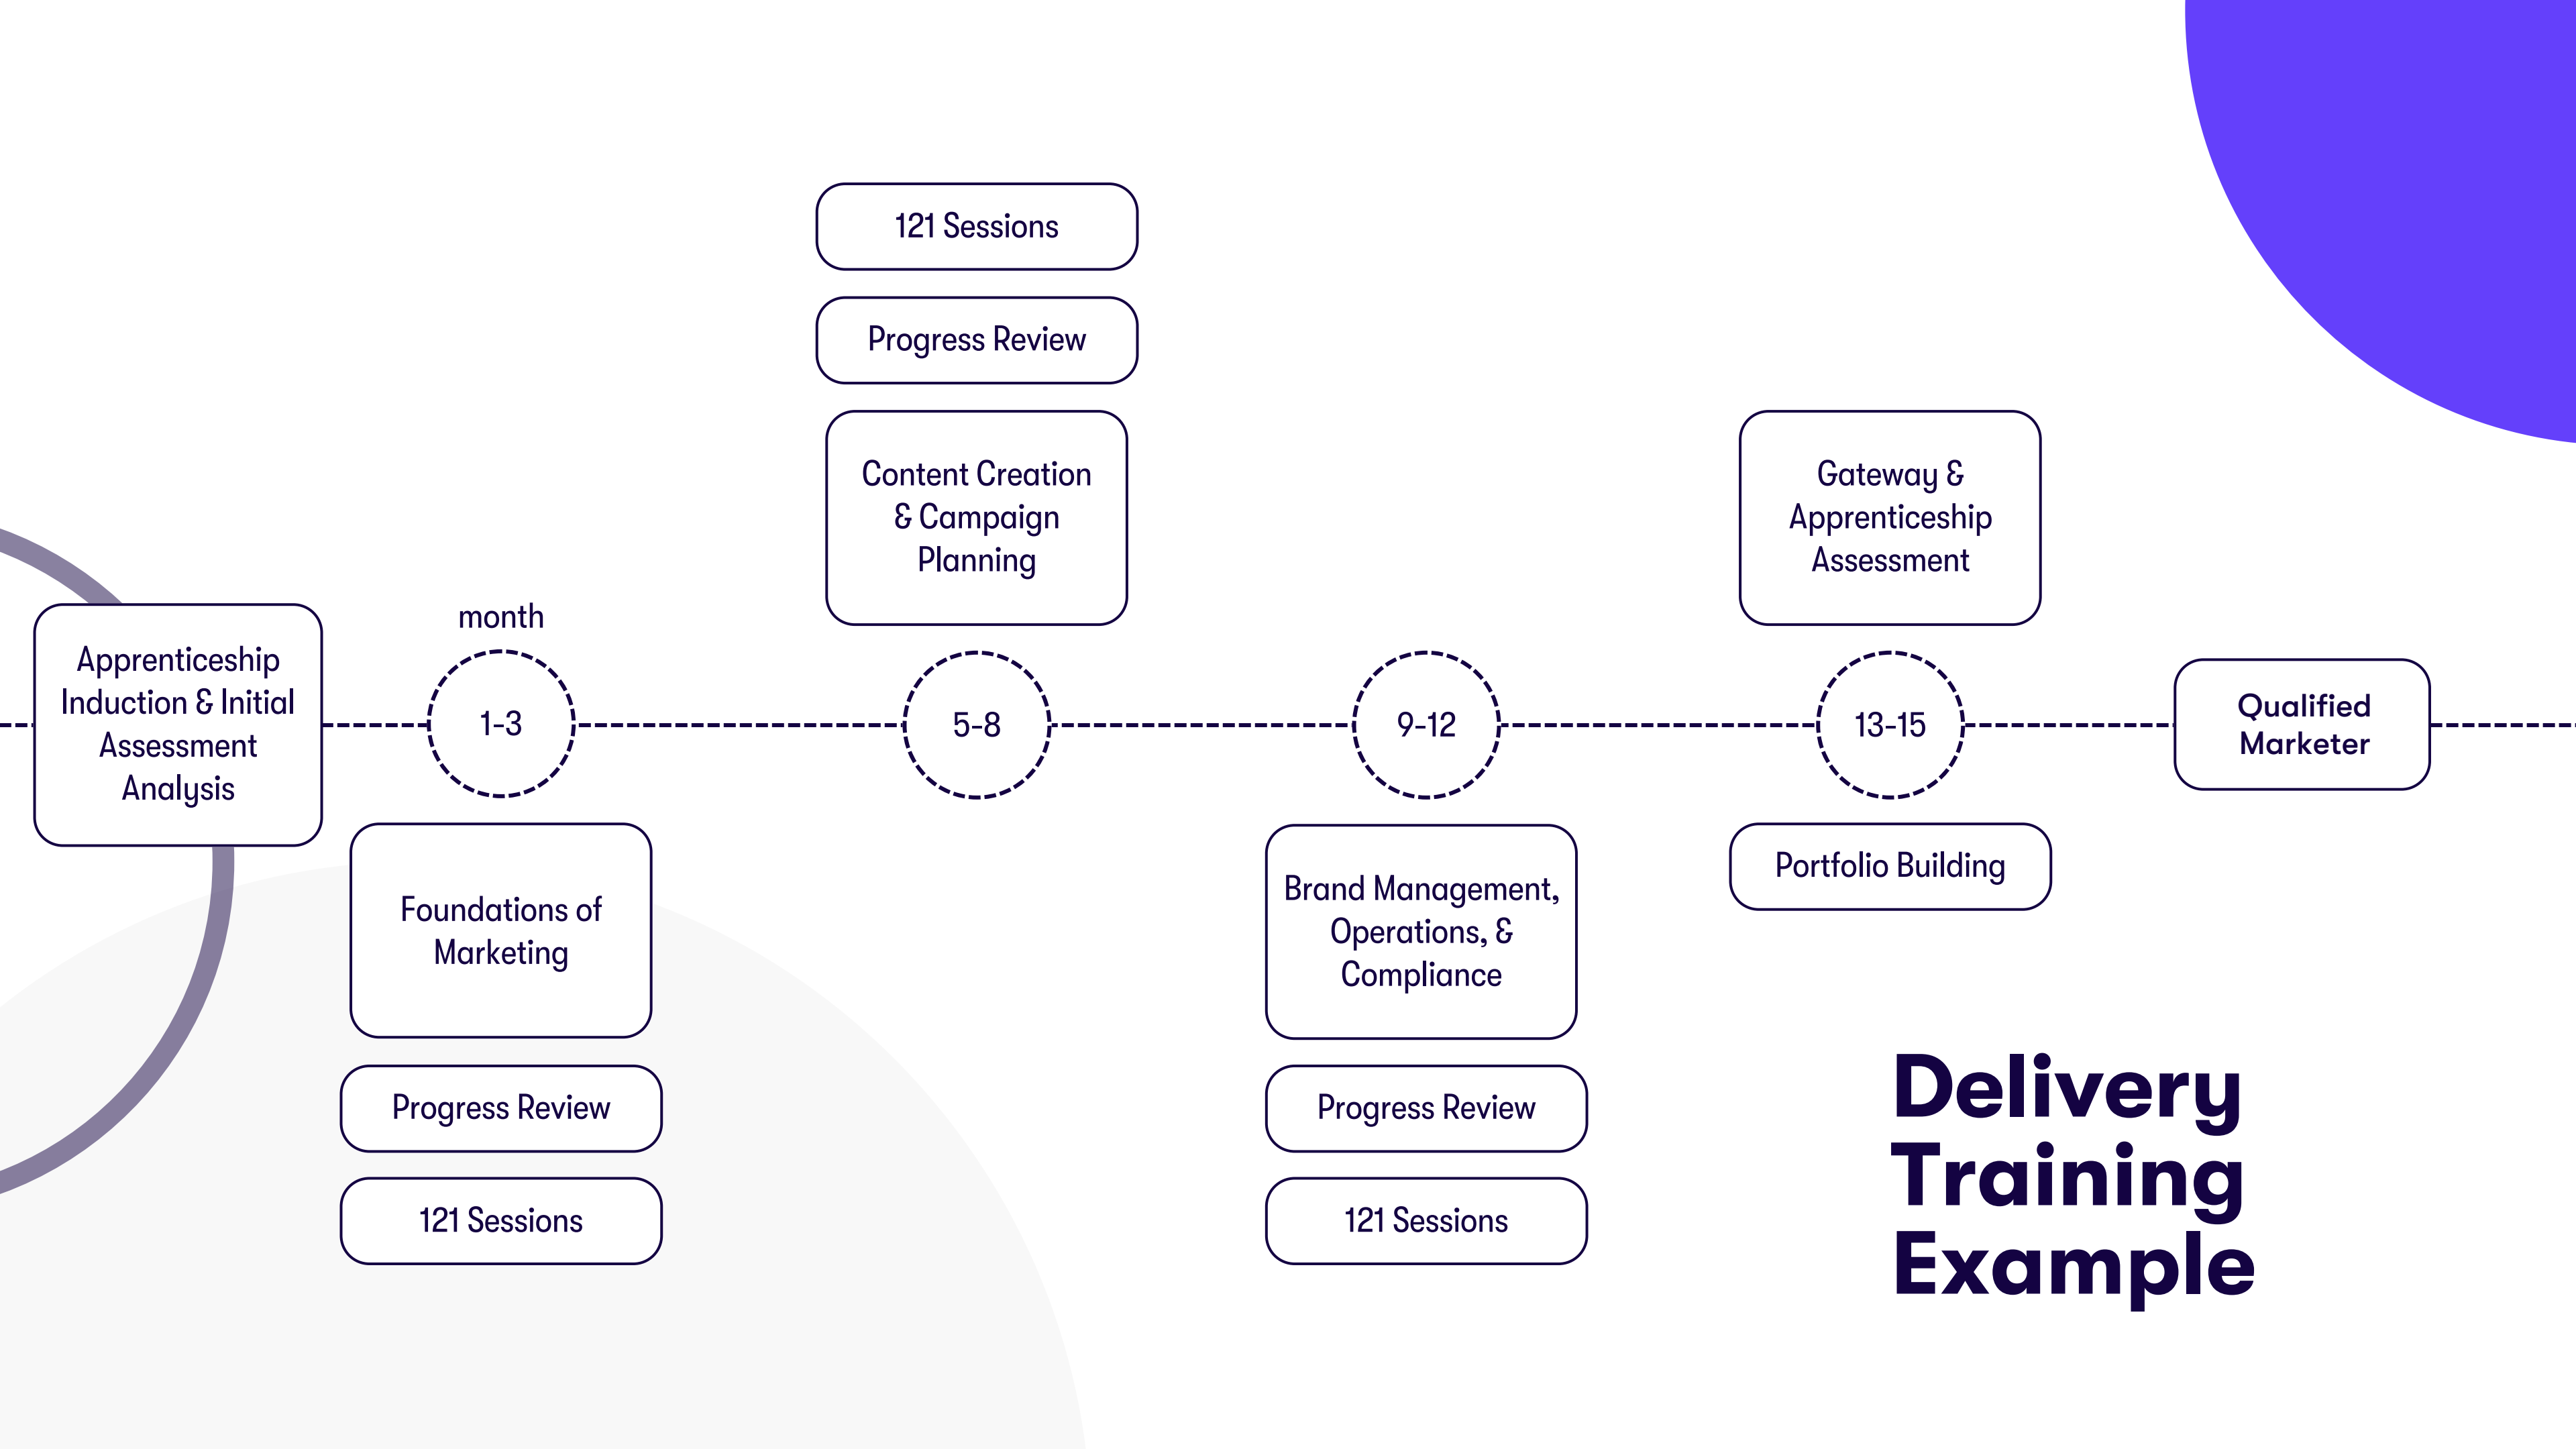 121 Sessions
Progress Review
Content Creation
& Campaign
Planning
Gateway &
Apprenticeship
Assessment
Apprenticeship
Induction & Initial
Assessment
Analysis
month
1-3
5-8
9-12
13-15
Qualified
Marketer
Foundations of
Marketing
Progress Review
121 Sessions
Brand Management,
Operations, &
Compliance
Progress Review
121 Sessions
Portfolio Building
Delivery
Training
Example